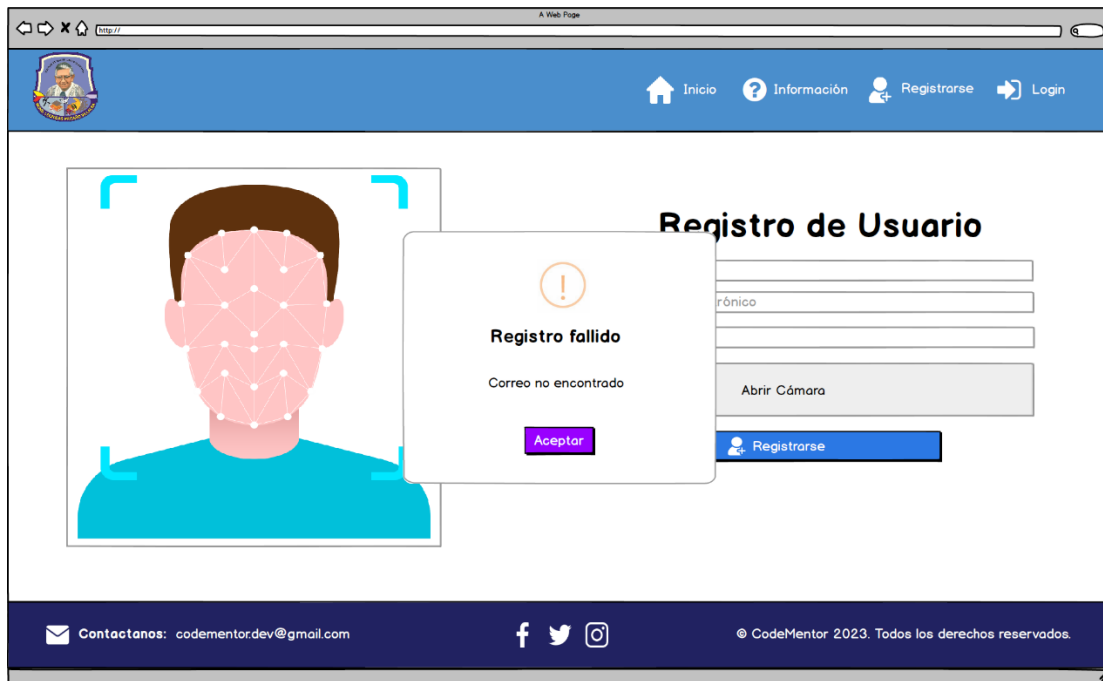 A Web Page
http://
Inicio
Información
Registrarse
Login
Registro de Usuario
rónico
Registro fallido
Correo no encontrado
Aceptar
Abrir Cámara
Registrarse
Contactanos: codementor.dev@gmail.com
© CodeMentor 2023. Todos los derechos reservados.